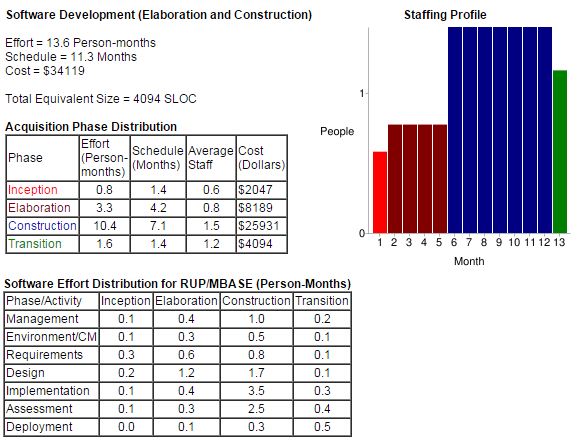 Software Development (Elaboration and Construction)
Effort = 13.6 Person-months
Schedule = 11.3 Months
Cost = $34119
Total Equivalent Size = 4094 SLOC
Acquisition Phase Distribution
Phase Effort (Person-months) Schedule (Months) Average Staff Cost (Dollars)
Inception 0.8 1.4 0.6 $2047
Elaboration 3.3 4.2 0.8 $8189
Construction 10.4 7.1 1.5 $25931
Transition 1.6 1.4 1.2 $4094
Staffing Profile
People
1
0
1 2 3 4 5 6 7 8 9 10 11 12 13
Month
Software Effort Distribution for RUP/MBASE (Person-Months)
Phase/Activity Inception Elaboration Construction Transition
Management 0.1 0.4 1.0 0.2
Environment/CM 0.1 0.3 0.5 0.1
Requirements 0.3 0.6 0.8 0.1
Design 0.2 1.2 1.7 0.1
Implementation 0.1 0.4 3.5 0.3
Assessment 0.1 0.3 2.5 0.4
Deployment 0.0 0.1 0.3 0.5